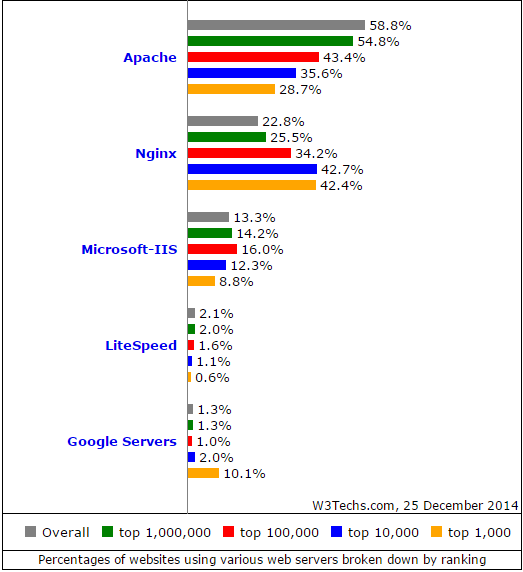 58.8%
54.8%
Apache 43.4%
35.6%
28.7%
22.8%
25.5%
Nginx 34.2%
42.7%
42.4%
13.3%
14.2%
Microsoft-IIS 16.0%
12.3%
8.8%
2.1%
2.0%
LiteSpeed 1.6%
1.1%
0.6%
1.3%
1.3%
Google Servers 1.0%
2.0%
10.1%
W3Techs.com, 25 December 2014
Overall top 1,000,000 top 100,000 top 10,000 top 1,000
Percentages of websites using various web servers broken down by ranking